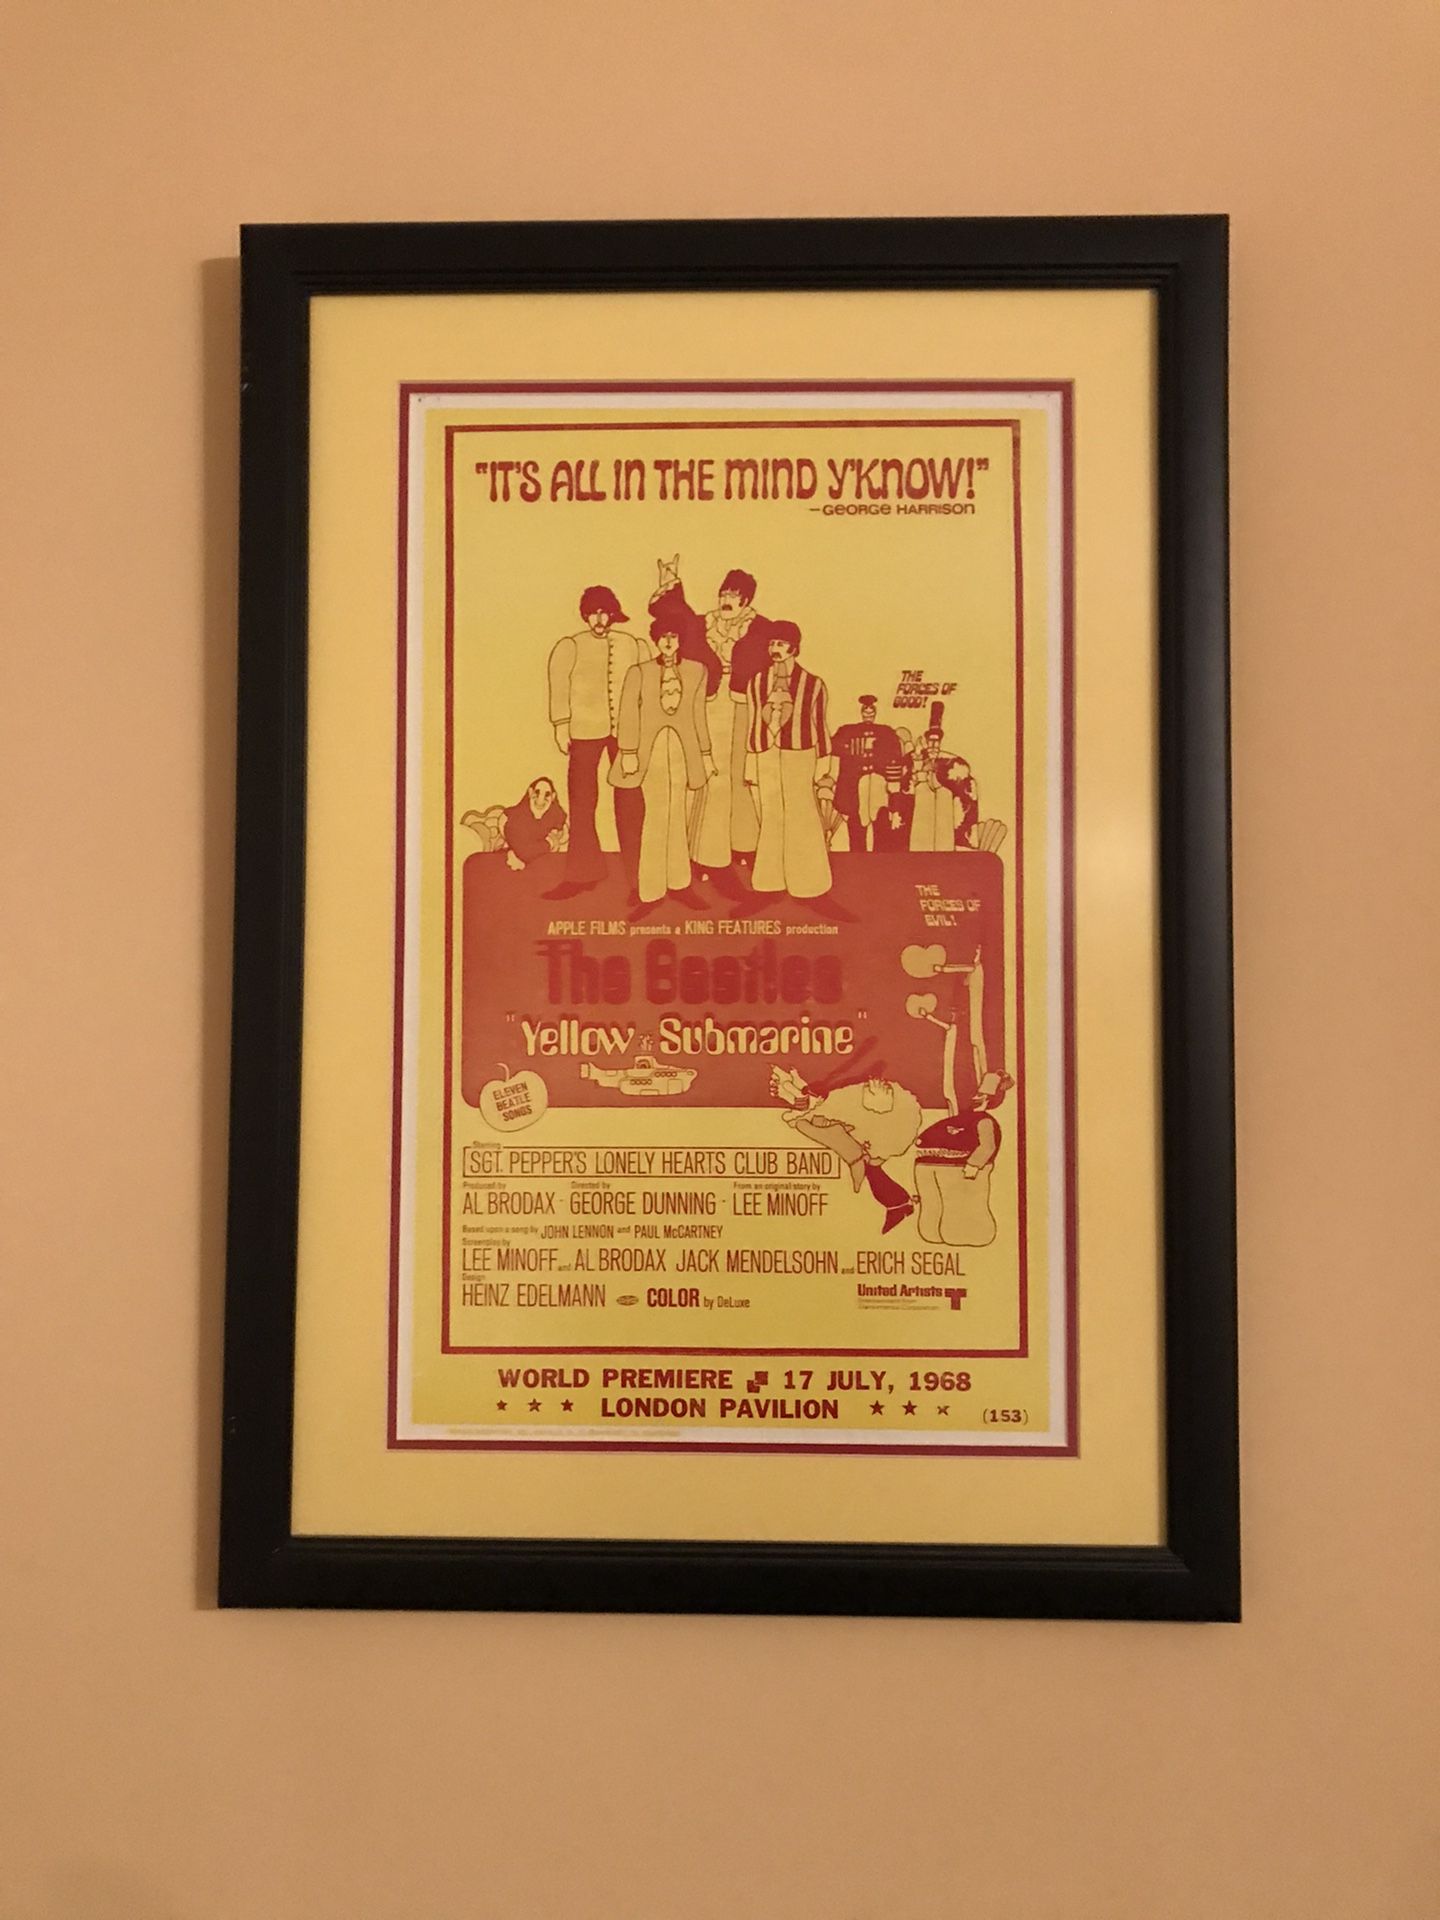 "IT'S ALL IN THE MIND Y'KNOW!"
—GEORGE HARRISON
THE
FORCES OF
GOOD!
THE
FORCES OF
EVIL!
APPLE FILMS presents a KING FEATURES production
The Beatles
"Yellow Submarine"
ELEVEN
BEATLE
SONGS
Starring
SGT. PEPPER'S LONELY HEARTS CLUB BAND
Produced by Directed by From an original story by
AL BRODAX - GEORGE DUNNING - LEE MINOFF
Based upon a song by JOHN LENNON and PAUL McCARTNEY
Screenplay by
LEE MINOFF and AL BRODAX JACK MENDELSOHN and ERICH SEGAL
Design
HEINZ EDELMANN COLOR by DeLuxe
United Artists
Entertainment from
Transamerica Corporation
WORLD PREMIERE 17 JULY, 1968
LONDON PAVILION
(153)